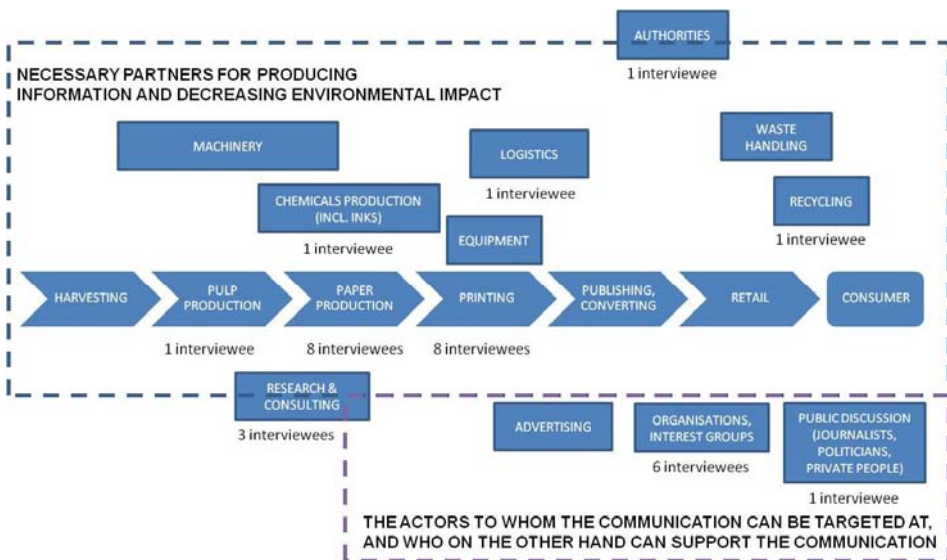 AUTHORITIES
1 interviewee
NECESSARY PARTNERS FOR PRODUCING
INFORMATION AND DECREASING ENVIRONMENTAL IMPACT
MACHINERY
LOGISTICS
1 interviewee
WASTE
HANDLING
CHEMICALS PRODUCTION
(INCL. INKS)
1 interviewee
EQUIPMENT
RECYCLING
1 interviewee
HARVESTING
PULP
PRODUCTION
PAPER
PRODUCTION
PRINTING
PUBLISHING,
CONVERTING
RETAIL
CONSUMER
1 interviewee
8 interviewees
8 interviewees
RESEARCH &
CONSULTING
3 interviewees
ADVERTISING
ORGANISATIONS,
INTEREST GROUPS
6 interviewees
PUBLIC DISCUSSION
(JOURNALISTS,
POLITICIANS,
PRIVATE PEOPLE)
1 interviewee
THE ACTORS TO WHOM THE COMMUNICATION CAN BE TARGETED AT,
AND WHO ON THE OTHER HAND CAN SUPPORT THE COMMUNICATION